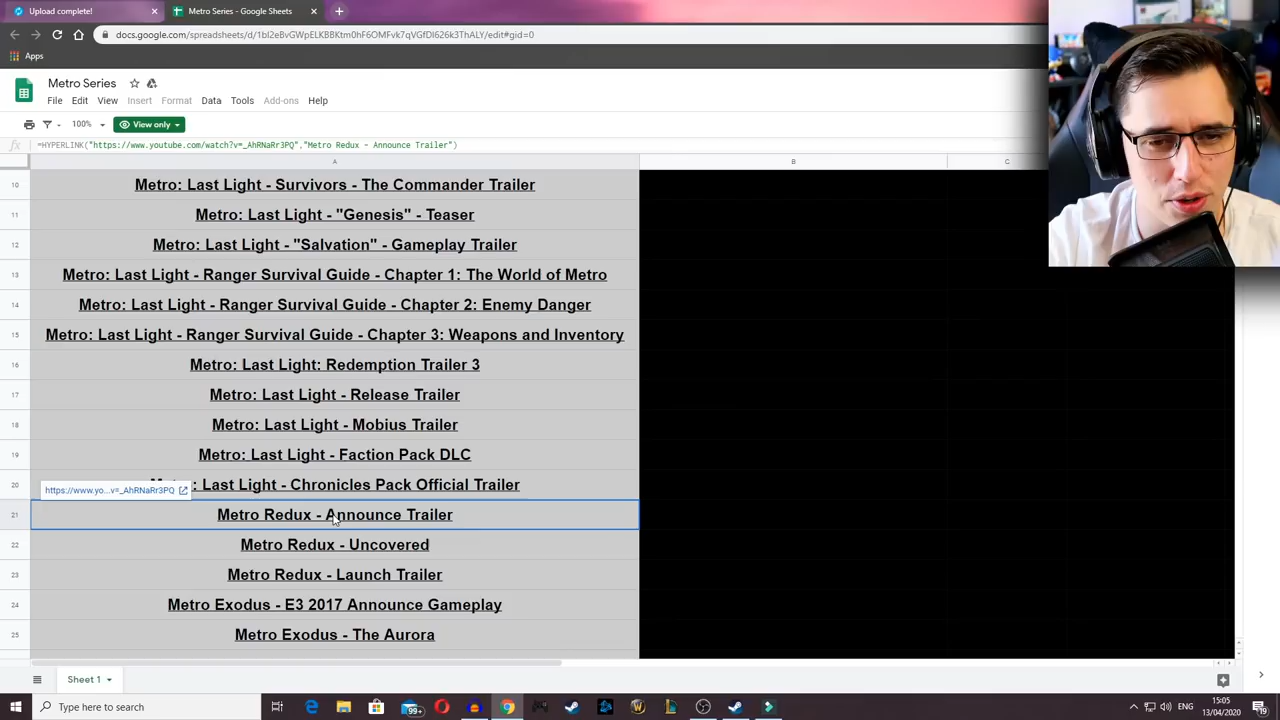 Upload complete!
Metro Series - Google Sheets
docs.google.com/spreadsheets/d/1bI2eBvGWpELKBBKtm0hF6OMFvk7qVGfDI626k3ThALY/edit#gid=0
Apps
Metro Series
File Edit View Insert Format Data Tools Add-ons Help
100% View only
fx =HYPERLINK("https://www.youtube.com/watch?v=_AhRNaRr3PQ","Metro Redux - Announce Trailer")
A B C
10 Metro: Last Light - Survivors - The Commander Trailer
11 Metro: Last Light - "Genesis" - Teaser
12 Metro: Last Light - "Salvation" - Gameplay Trailer
13 Metro: Last Light - Ranger Survival Guide - Chapter 1: The World of Metro
14 Metro: Last Light - Ranger Survival Guide - Chapter 2: Enemy Danger
15 Metro: Last Light - Ranger Survival Guide - Chapter 3: Weapons and Inventory
16 Metro: Last Light: Redemption Trailer 3
17 Metro: Last Light - Release Trailer
18 Metro: Last Light - Mobius Trailer
19 Metro: Last Light - Faction Pack DLC
20 : Last Light - Chronicles Pack Official Trailer
https://www.yo...v=_AhRNaRr3PQ
21 Metro Redux - Announce Trailer
22 Metro Redux - Uncovered
23 Metro Redux - Launch Trailer
24 Metro Exodus - E3 2017 Announce Gameplay
25 Metro Exodus - The Aurora
Sheet 1
Type here to search
99+
15:05
13/04/2020
19